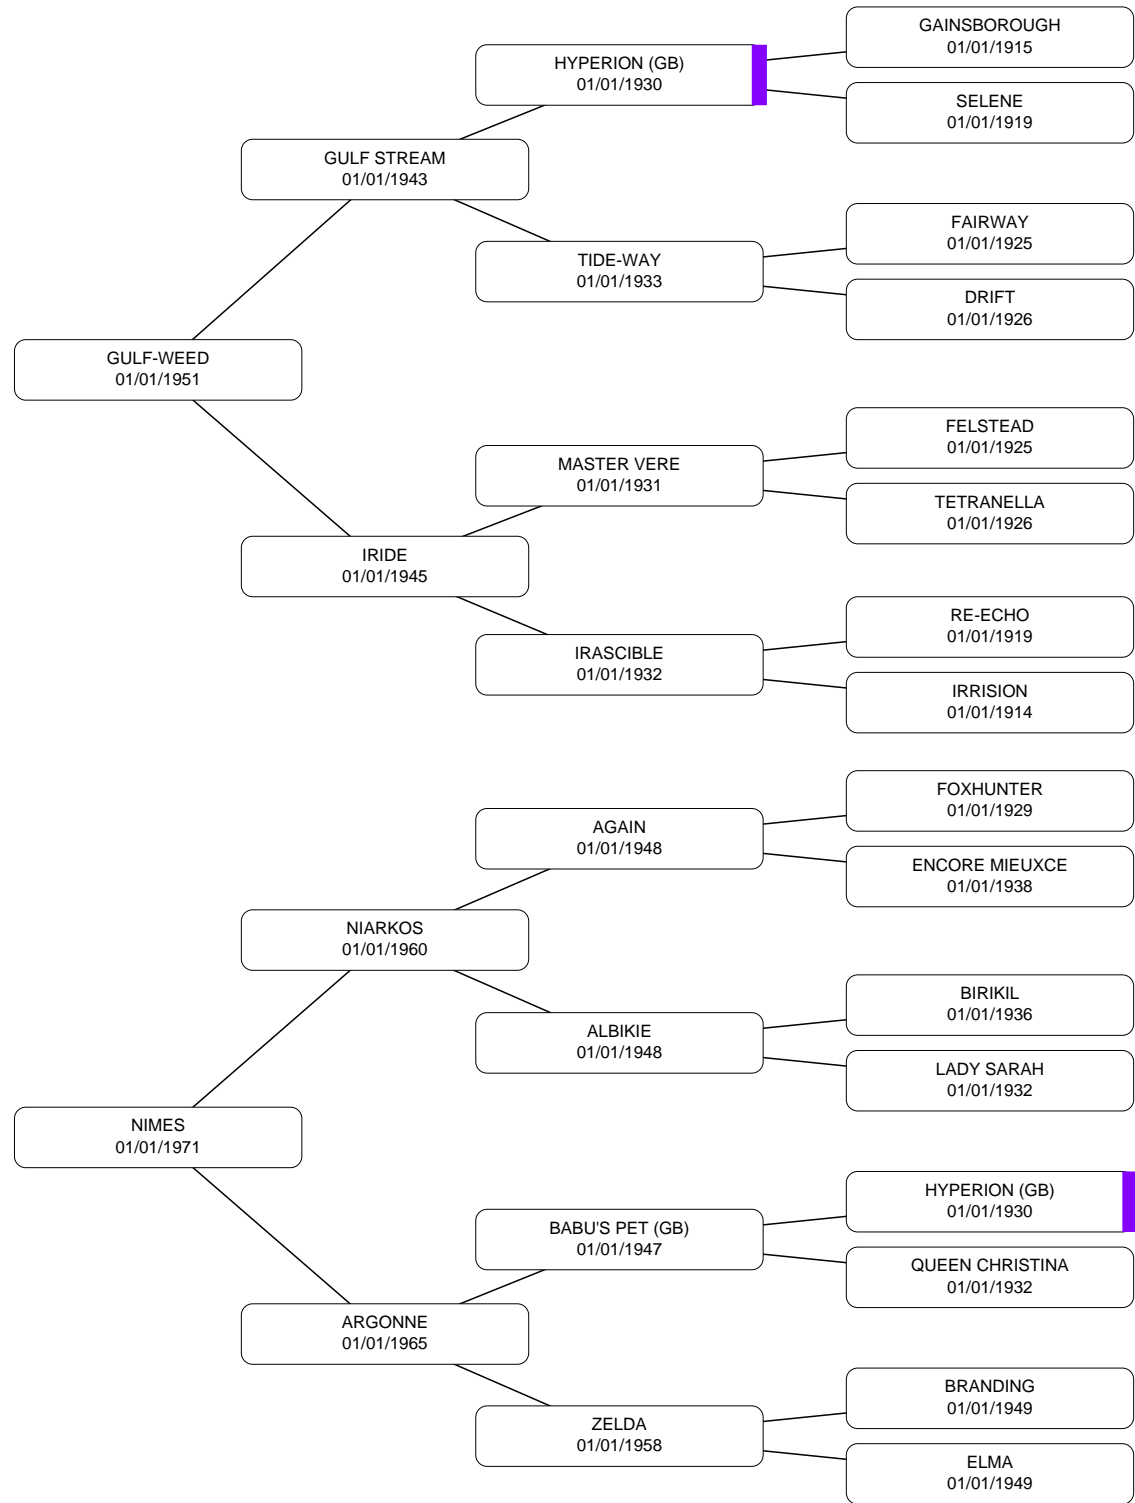 GAINSBOROUGH
01/01/1915
HYPERION (GB)
01/01/1930
SELENE
01/01/1919
GULF STREAM
01/01/1943
FAIRWAY
01/01/1925
TIDE-WAY
01/01/1933
DRIFT
01/01/1926
GULF-WEED
01/01/1951
FELSTEAD
01/01/1925
MASTER VERE
01/01/1931
TETRANELLA
01/01/1926
IRIDE
01/01/1945
RE-ECHO
01/01/1919
IRASCIBLE
01/01/1932
IRRISION
01/01/1914
FOXHUNTER
01/01/1929
AGAIN
01/01/1948
ENCORE MIEUXCE
01/01/1938
NIARKOS
01/01/1960
BIRIKIL
01/01/1936
ALBIKIE
01/01/1948
LADY SARAH
01/01/1932
NIMES
01/01/1971
HYPERION (GB)
01/01/1930
BABU'S PET (GB)
01/01/1947
QUEEN CHRISTINA
01/01/1932
ARGONNE
01/01/1965
BRANDING
01/01/1949
ZELDA
01/01/1958
ELMA
01/01/1949